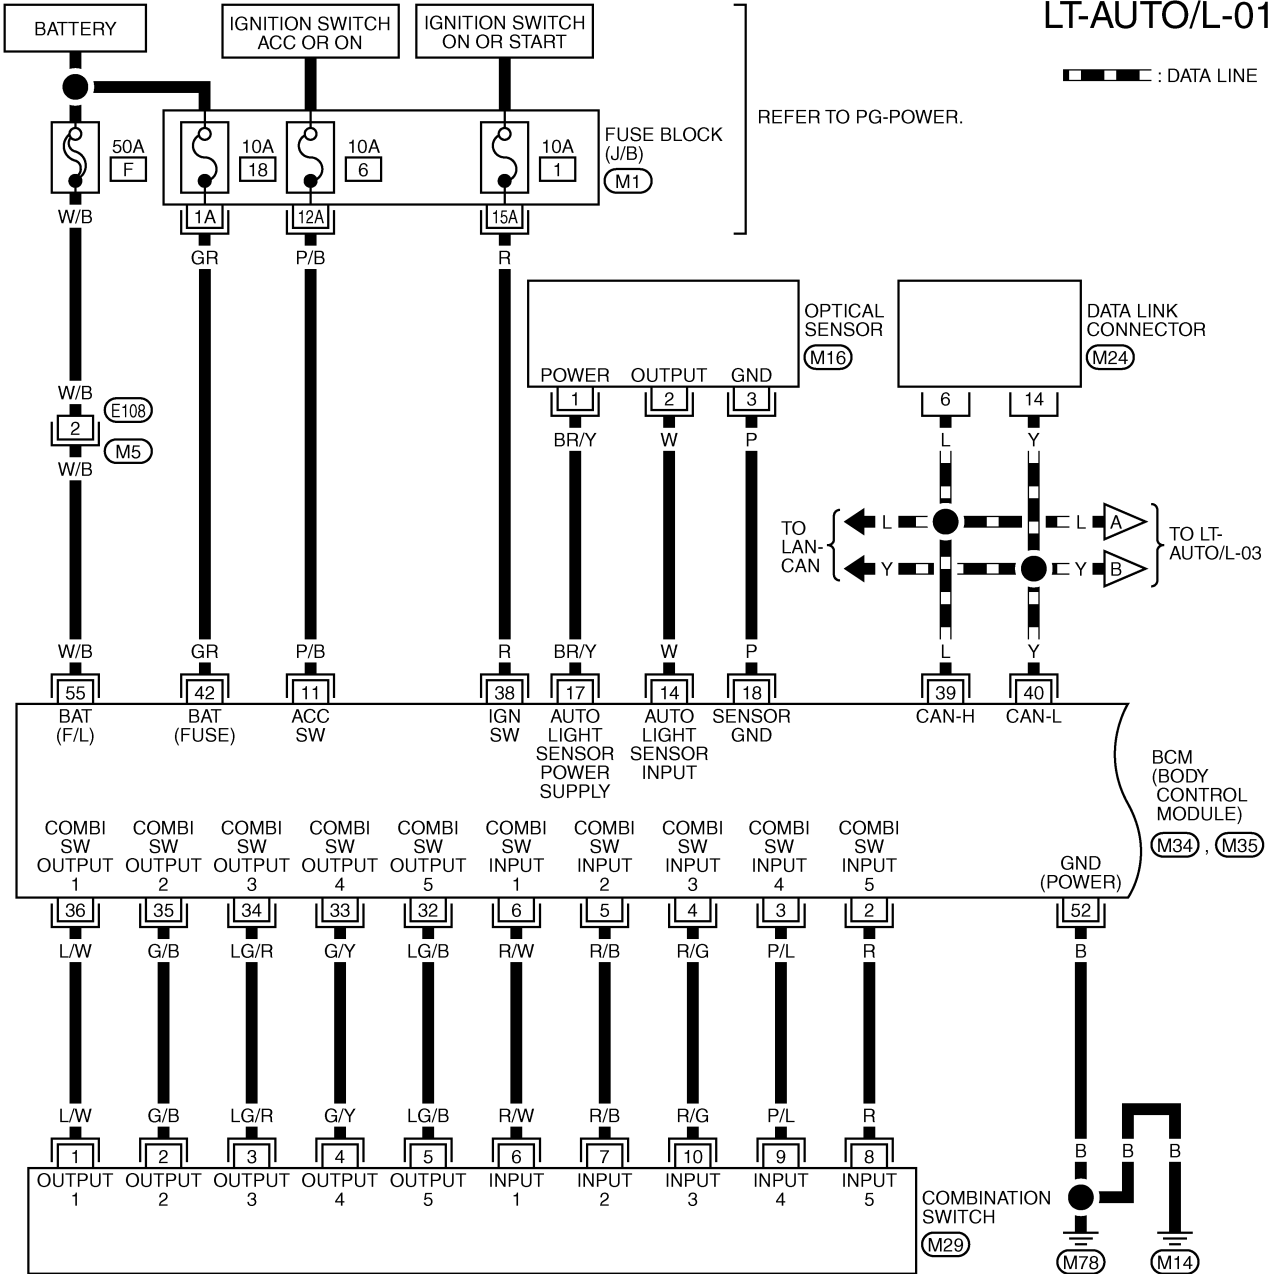 LT-AUTO/L-01
: DATA LINE
BATTERY
IGNITION SWITCH
ACC OR ON
IGNITION SWITCH
ON OR START
REFER TO PG-POWER.
50A
F
10A
18
10A
6
10A
1
FUSE BLOCK
(J/B)
M1
W/B
1A
12A
15A
GR
P/B
R
OPTICAL
SENSOR
M16
DATA LINK
CONNECTOR
M24
POWER
OUTPUT
GND
W/B
2
E108
M5
W/B
1
2
3
6
14
BR/Y
W
P
L
Y
TO
LAN-
CAN
L
L
A
Y
Y
B
TO LT-
AUTO/L-03
W/B
GR
P/B
R
BR/Y
W
P
L
Y
55
42
11
38
17
14
18
39
40
BAT
(F/L)
BAT
(FUSE)
ACC
SW
IGN
SW
AUTO
LIGHT
SENSOR
POWER
SUPPLY
AUTO
LIGHT
SENSOR
INPUT
SENSOR
GND
CAN-H
CAN-L
BCM
(BODY
CONTROL
MODULE)
M34 , M35
COMBI
SW
OUTPUT
1
COMBI
SW
OUTPUT
2
COMBI
SW
OUTPUT
3
COMBI
SW
OUTPUT
4
COMBI
SW
OUTPUT
5
COMBI
SW
INPUT
1
COMBI
SW
INPUT
2
COMBI
SW
INPUT
3
COMBI
SW
INPUT
4
COMBI
SW
INPUT
5
GND
(POWER)
36
35
34
33
32
6
5
4
3
2
52
L/W
G/B
LG/R
G/Y
LG/B
R/W
R/B
R/G
P/L
R
B
L/W
G/B
LG/R
G/Y
LG/B
R/W
R/B
R/G
P/L
R
B
B
B
1
2
3
4
5
6
7
10
9
8
OUTPUT
1
OUTPUT
2
OUTPUT
3
OUTPUT
4
OUTPUT
5
INPUT
1
INPUT
2
INPUT
3
INPUT
4
INPUT
5
COMBINATION
SWITCH
M29
M78
M14